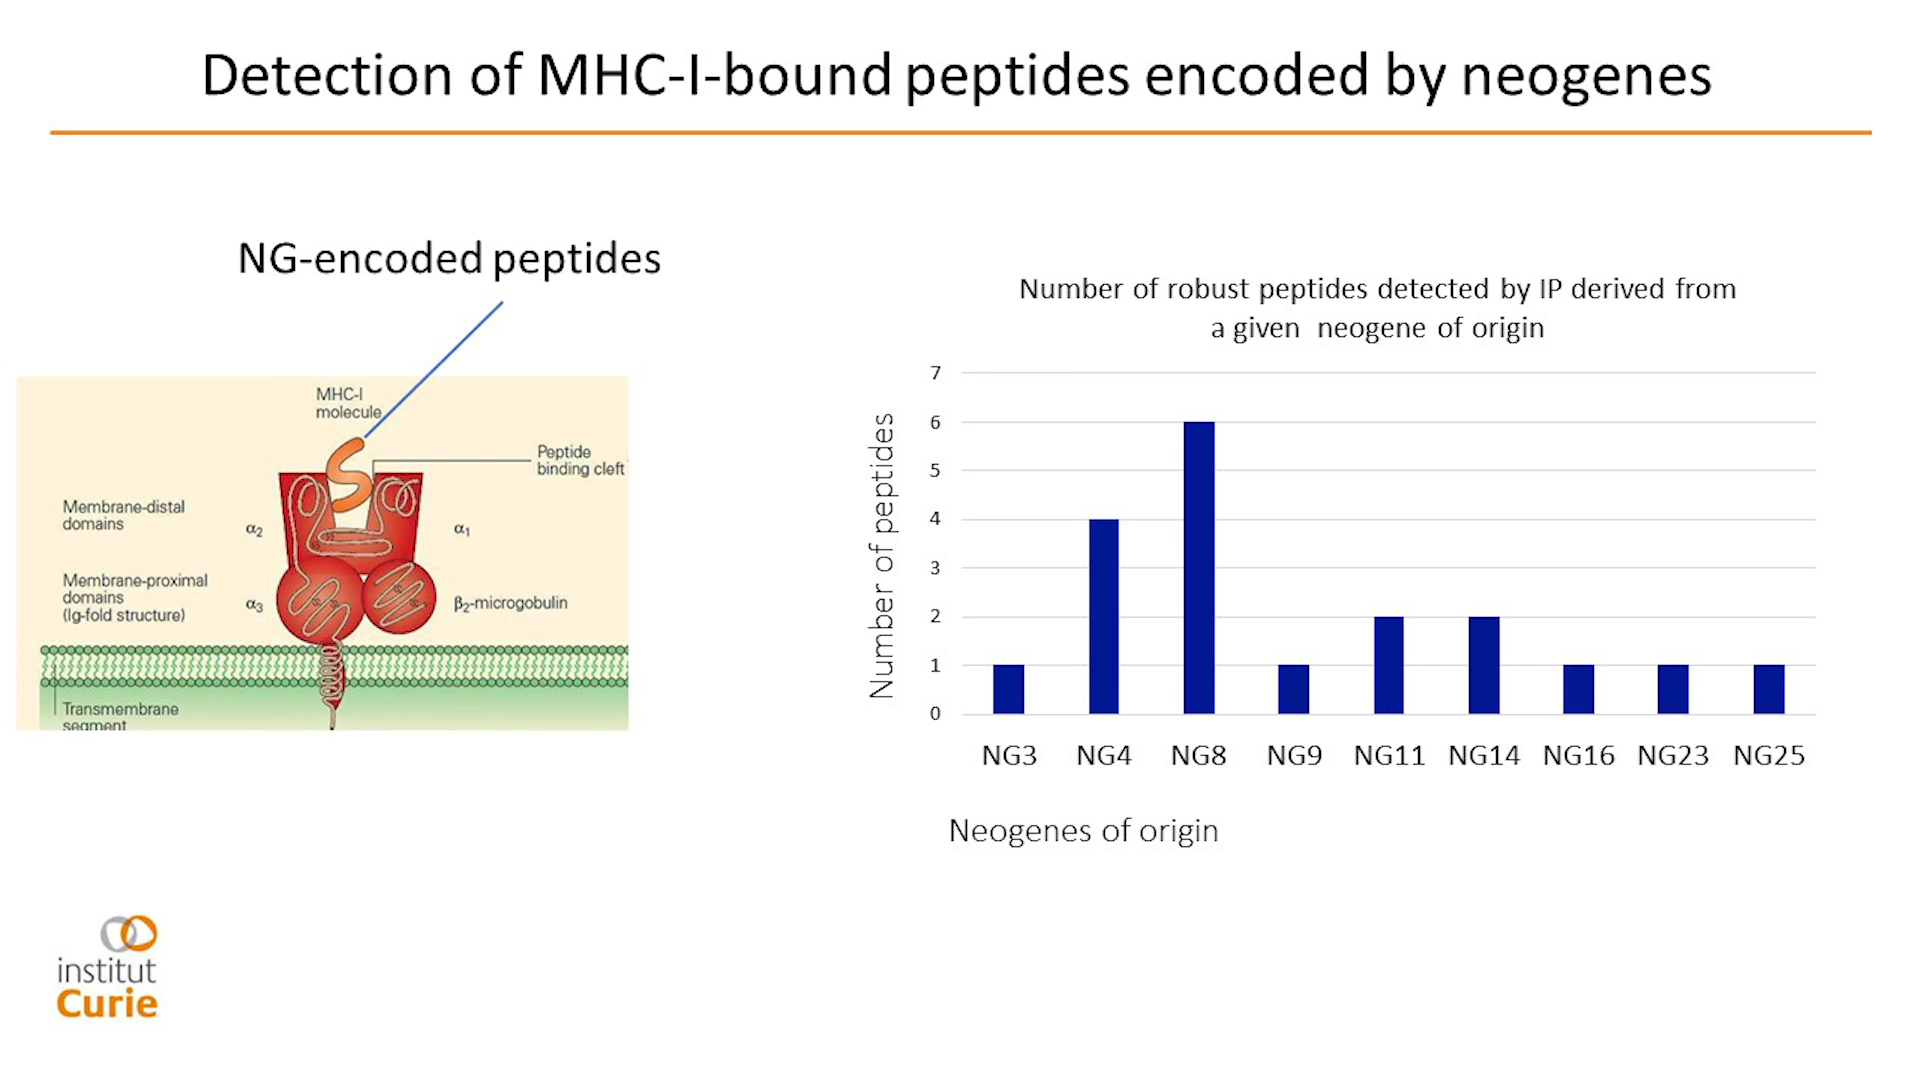 Detection of MHC-I-bound peptides encoded by neogenes
NG-encoded peptides
MHC-I
molecule
Peptide
binding cleft
Membrane-distal
domains
α2
α1
Membrane-proximal
domains
(Ig-fold structure)
α3
β2-microgobulin
Transmembrane
segment
Number of robust peptides detected by IP derived from
a given neogene of origin
Number of peptides
7
6
5
4
3
2
1
0
NG3 NG4 NG8 NG9 NG11 NG14 NG16 NG23 NG25
Neogenes of origin
institut
Curie